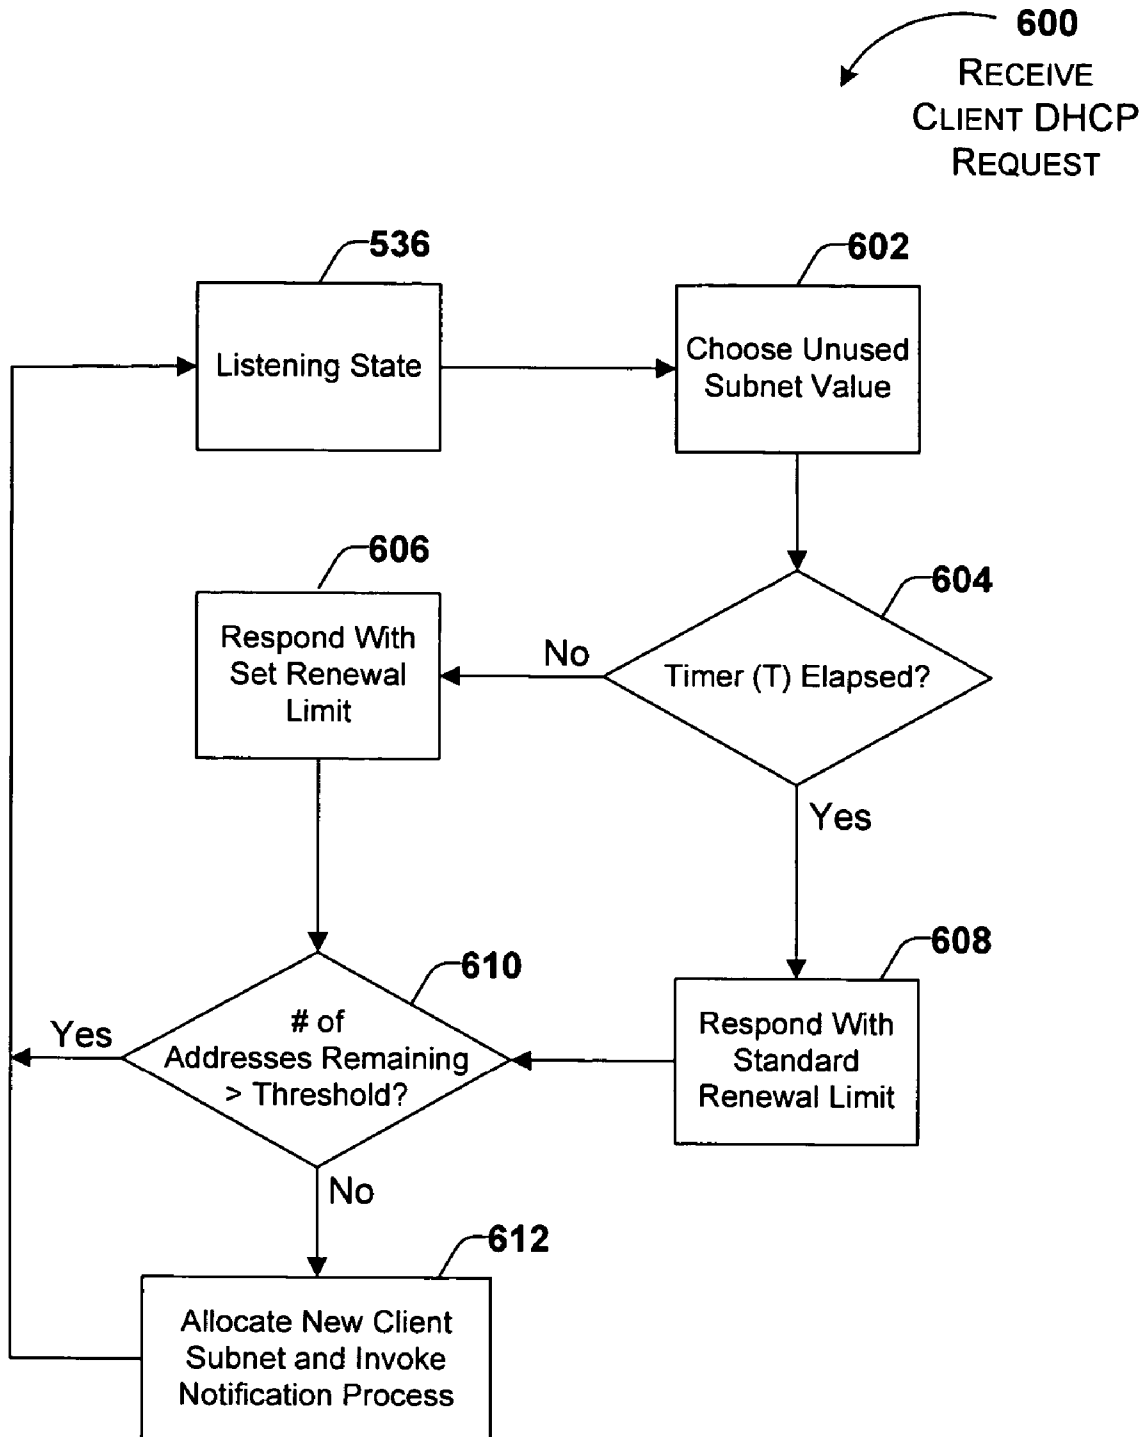 600
RECEIVE
CLIENT DHCP
REQUEST
536
Listening State
602
Choose Unused
Subnet Value
604
Timer (T) Elapsed?
No
Yes
606
Respond With
Set Renewal
Limit
608
Respond With
Standard
Renewal Limit
610
# of
Addresses Remaining
> Threshold?
Yes
No
612
Allocate New Client
Subnet and Invoke
Notification Process